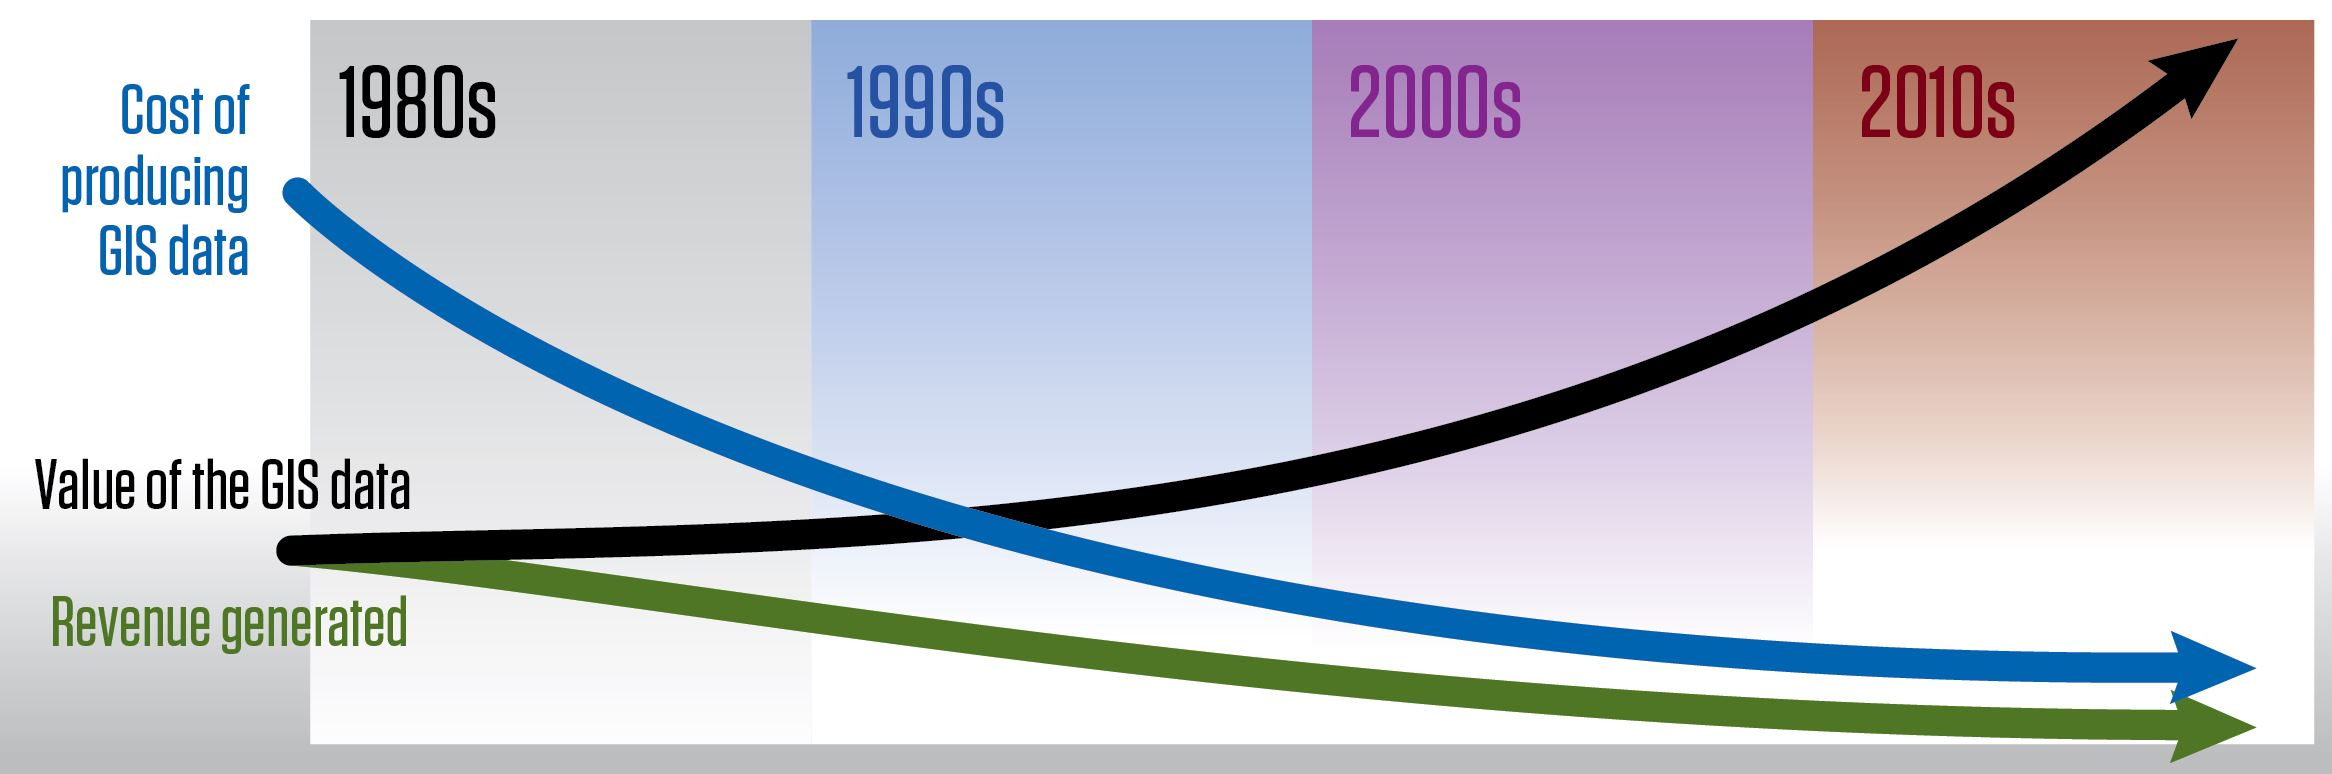 Cost of
producing
GIS data
1980s
1990s
2000s
2010s
Value of the GIS data
Revenue generated